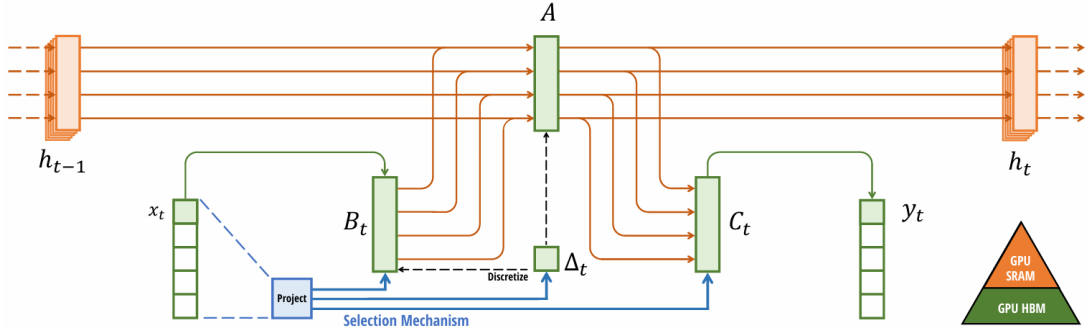 A
h_{t-1}
h_t
x_t
B_t
Δ_t
C_t
y_t
Discretize
Project
Selection Mechanism
GPU
SRAM
GPU HBM